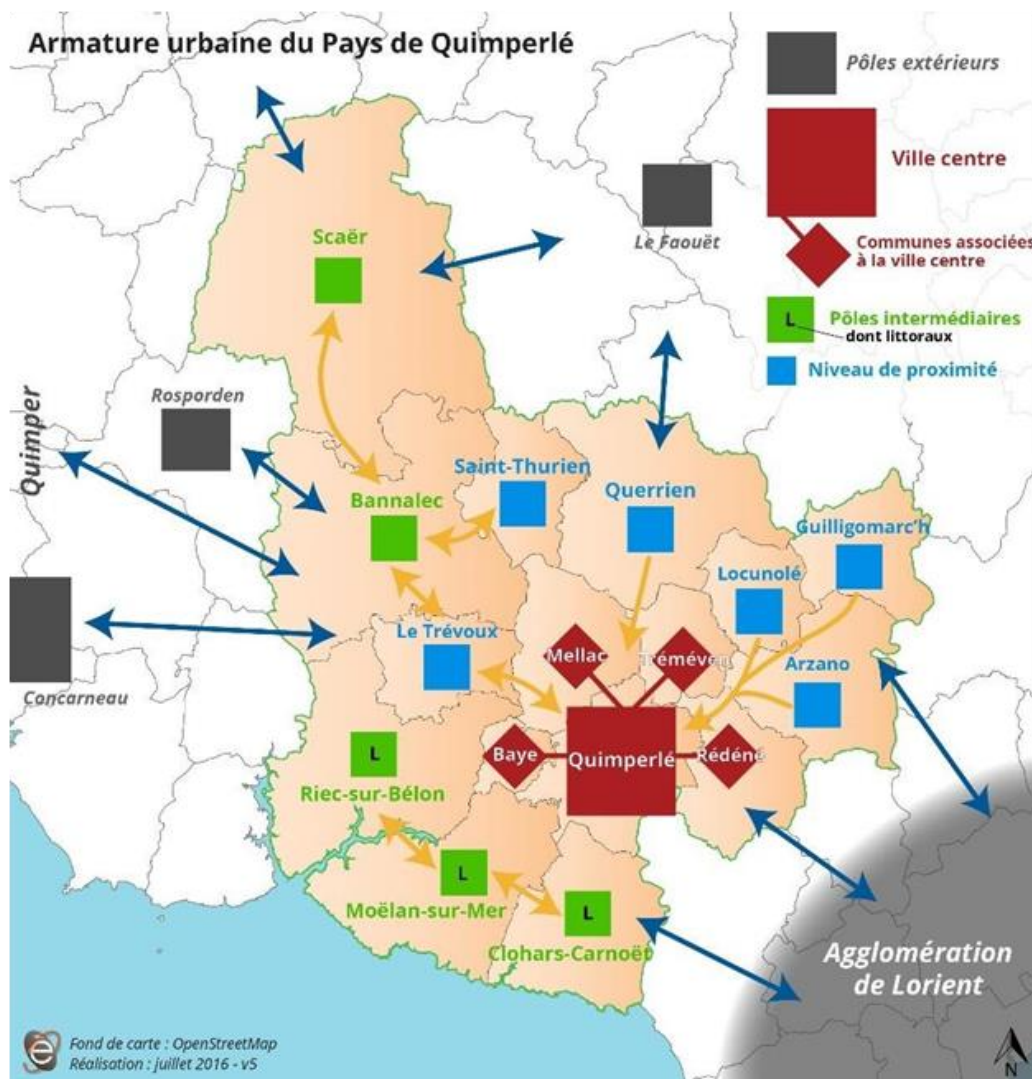 Armature urbaine du Pays de Quimperlé
Pôles extérieurs
Ville centre
Communes associées
à la ville centre
L
Pôles intermédiaires
dont littoraux
Niveau de proximité
Le Faouët
Scaër
Rosporden
Quimper
Bannalec
Saint-Thurien
Querrien
Guilligomarc'h
Locunolé
Le Trévoux
Mellac
Tréméven
Arzano
Concarneau
Baye
Quimperlé
Rédéné
L
Riec-sur-Bélon
L
Moëlan-sur-Mer
L
Clohars-Carnoët
Agglomération
de Lorient
e
Fond de carte : OpenStreetMap
Réalisation : juillet 2016 - v5
N